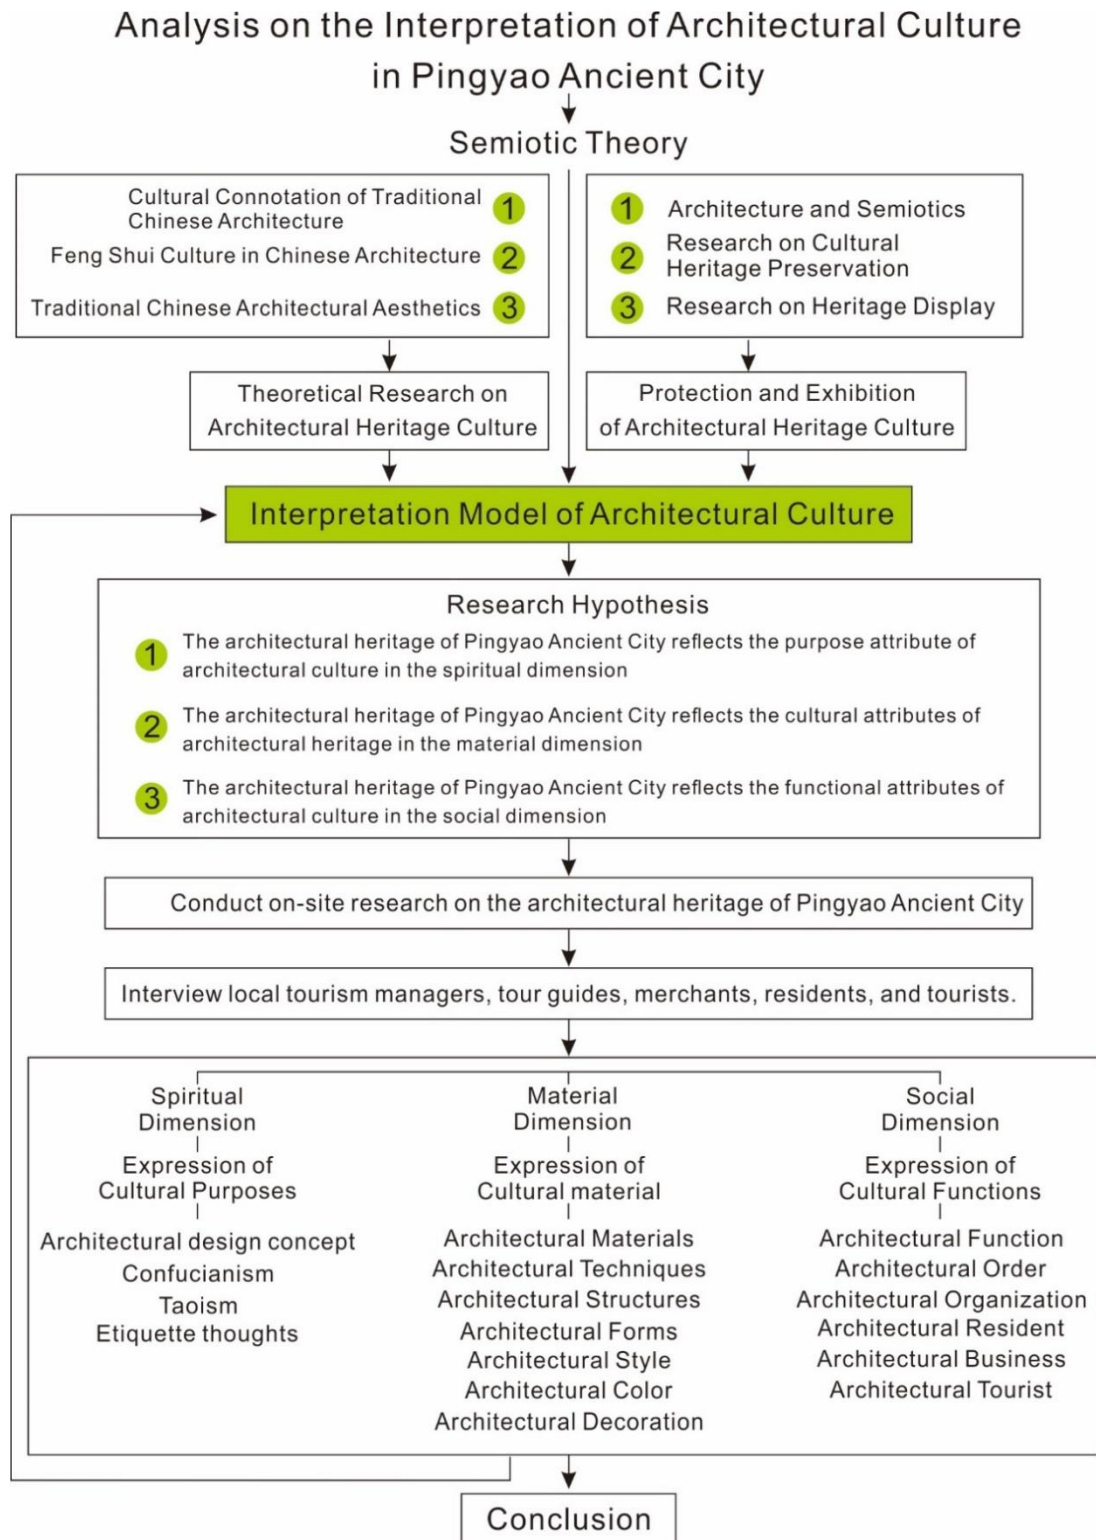 Analysis on the Interpretation of Architectural Culture
in Pingyao Ancient City
Semiotic Theory
Cultural Connotation of Traditional
Chinese Architecture
1
Feng Shui Culture in Chinese Architecture 2
Traditional Chinese Architectural Aesthetics 3
1 Architecture and Semiotics
2
Research on Cultural
Heritage Preservation
3 Research on Heritage Display
Theoretical Research on
Architectural Heritage Culture
Protection and Exhibition
of Architectural Heritage Culture
Interpretation Model of Architectural Culture
Research Hypothesis
1
The architectural heritage of Pingyao Ancient City reflects the purpose attribute of
architectural culture in the spiritual dimension
2
The architectural heritage of Pingyao Ancient City reflects the cultural attributes of
architectural heritage in the material dimension
3
The architectural heritage of Pingyao Ancient City reflects the functional attributes of
architectural culture in the social dimension
Conduct on-site research on the architectural heritage of Pingyao Ancient City
Interview local tourism managers, tour guides, merchants, residents, and tourists.
Spiritual
Dimension
Expression of
Cultural Purposes
Architectural design concept
Confucianism
Taoism
Etiquette thoughts
Material
Dimension
Expression of
Cultural material
Architectural Materials
Architectural Techniques
Architectural Structures
Architectural Forms
Architectural Style
Architectural Color
Architectural Decoration
Social
Dimension
Expression of
Cultural Functions
Architectural Function
Architectural Order
Architectural Organization
Architectural Resident
Architectural Business
Architectural Tourist
Conclusion